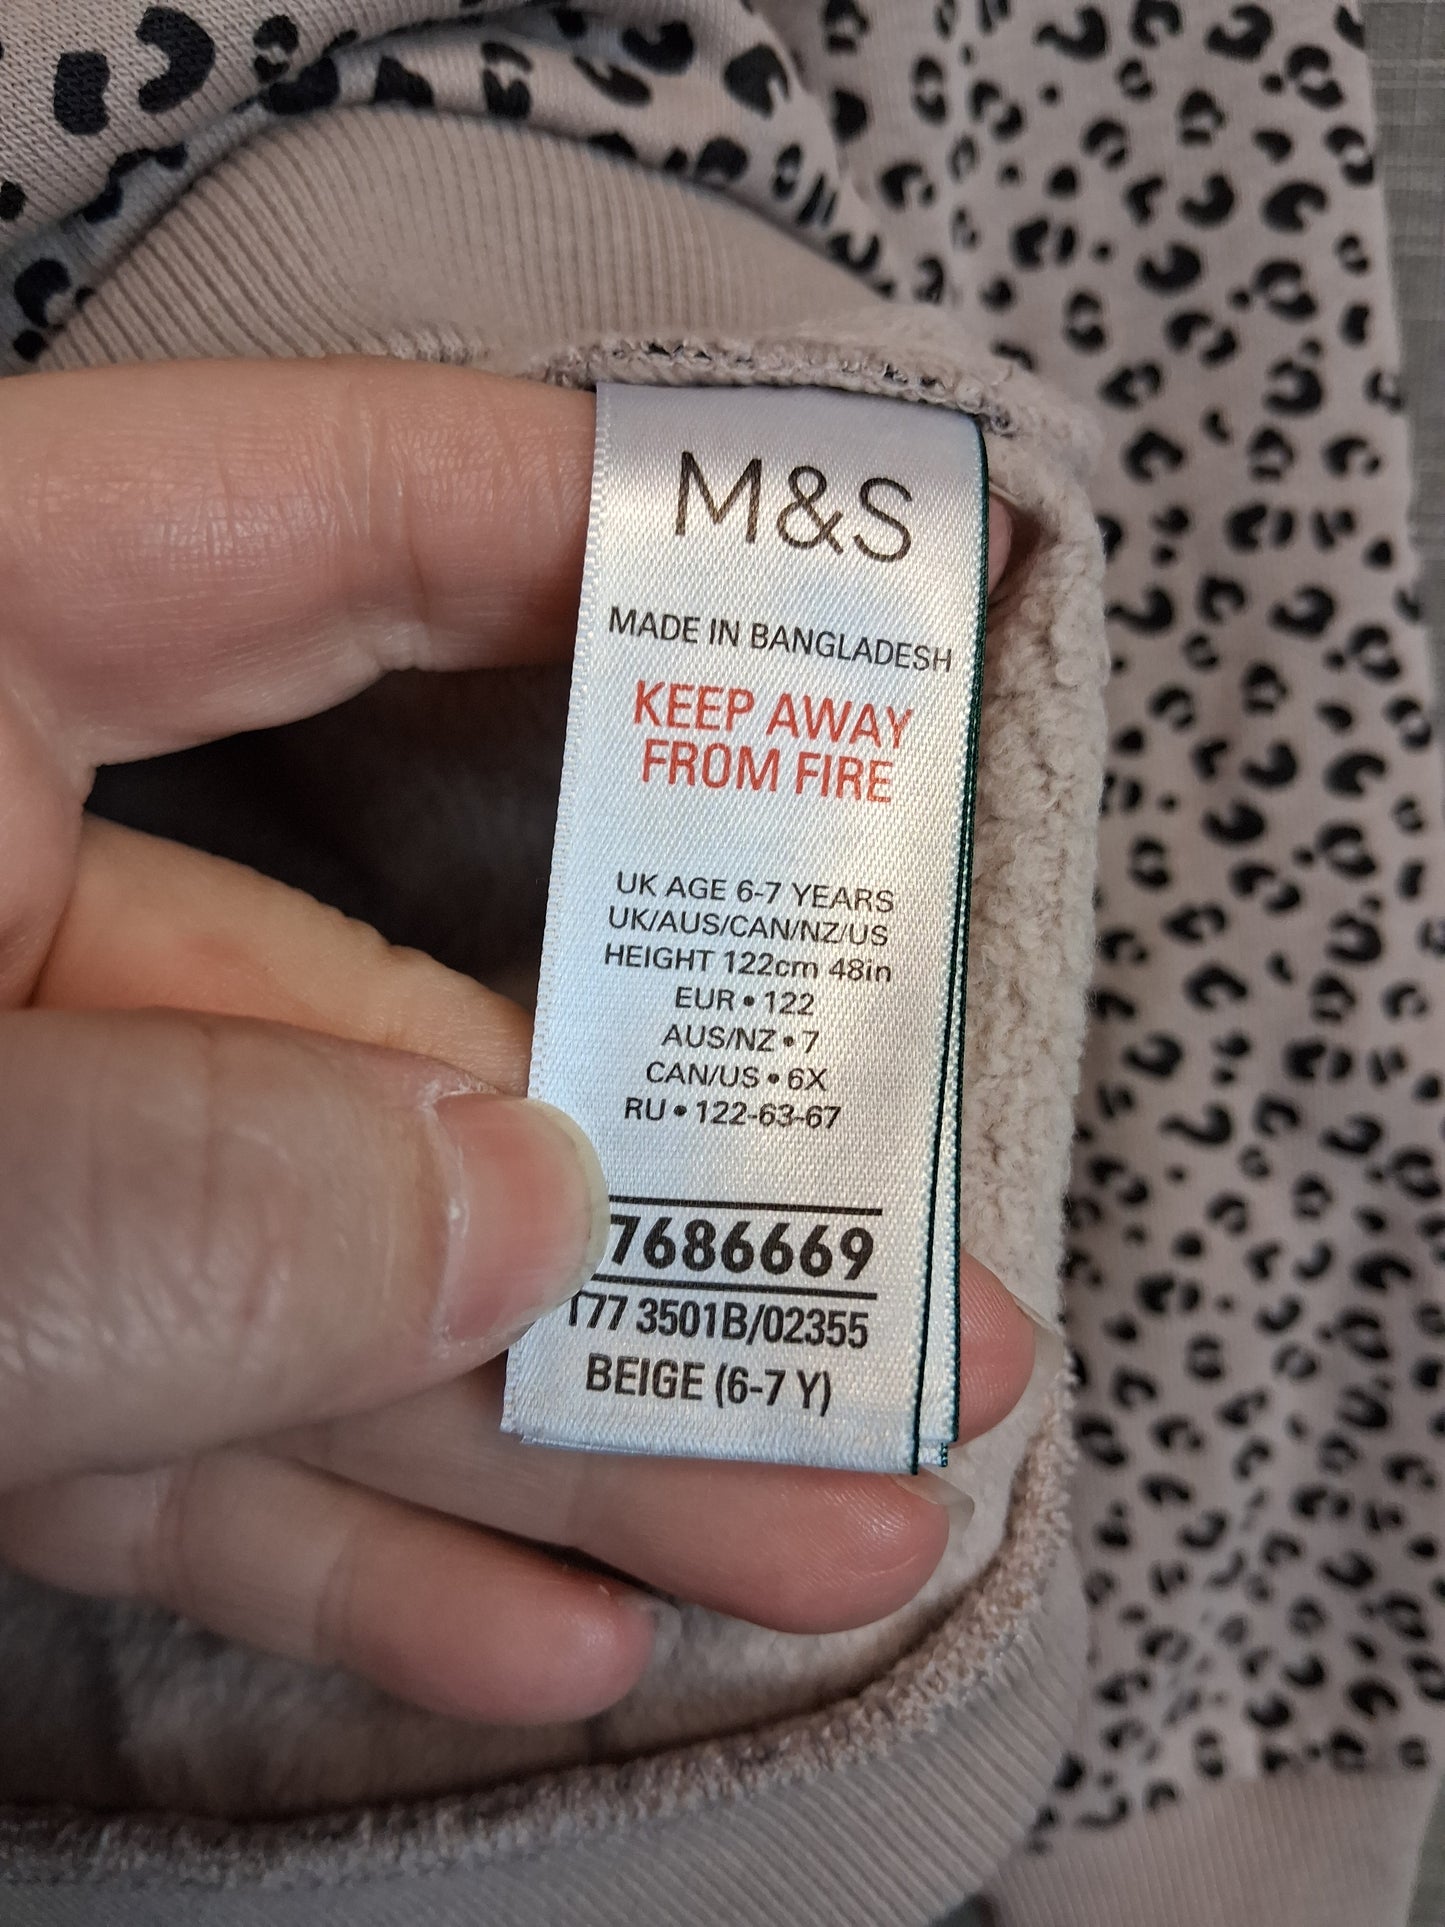 M&S
MADE IN BANGLADESH
KEEP AWAY
FROM FIRE
UK AGE 6-7 YEARS
UK/AUS/CAN/NZ/US
HEIGHT 122cm 48in
EUR • 122
AUS/NZ • 7
CAN/US • 6X
RU • 122-63-67
7686669
T77 3501B/02355
BEIGE (6-7 Y)